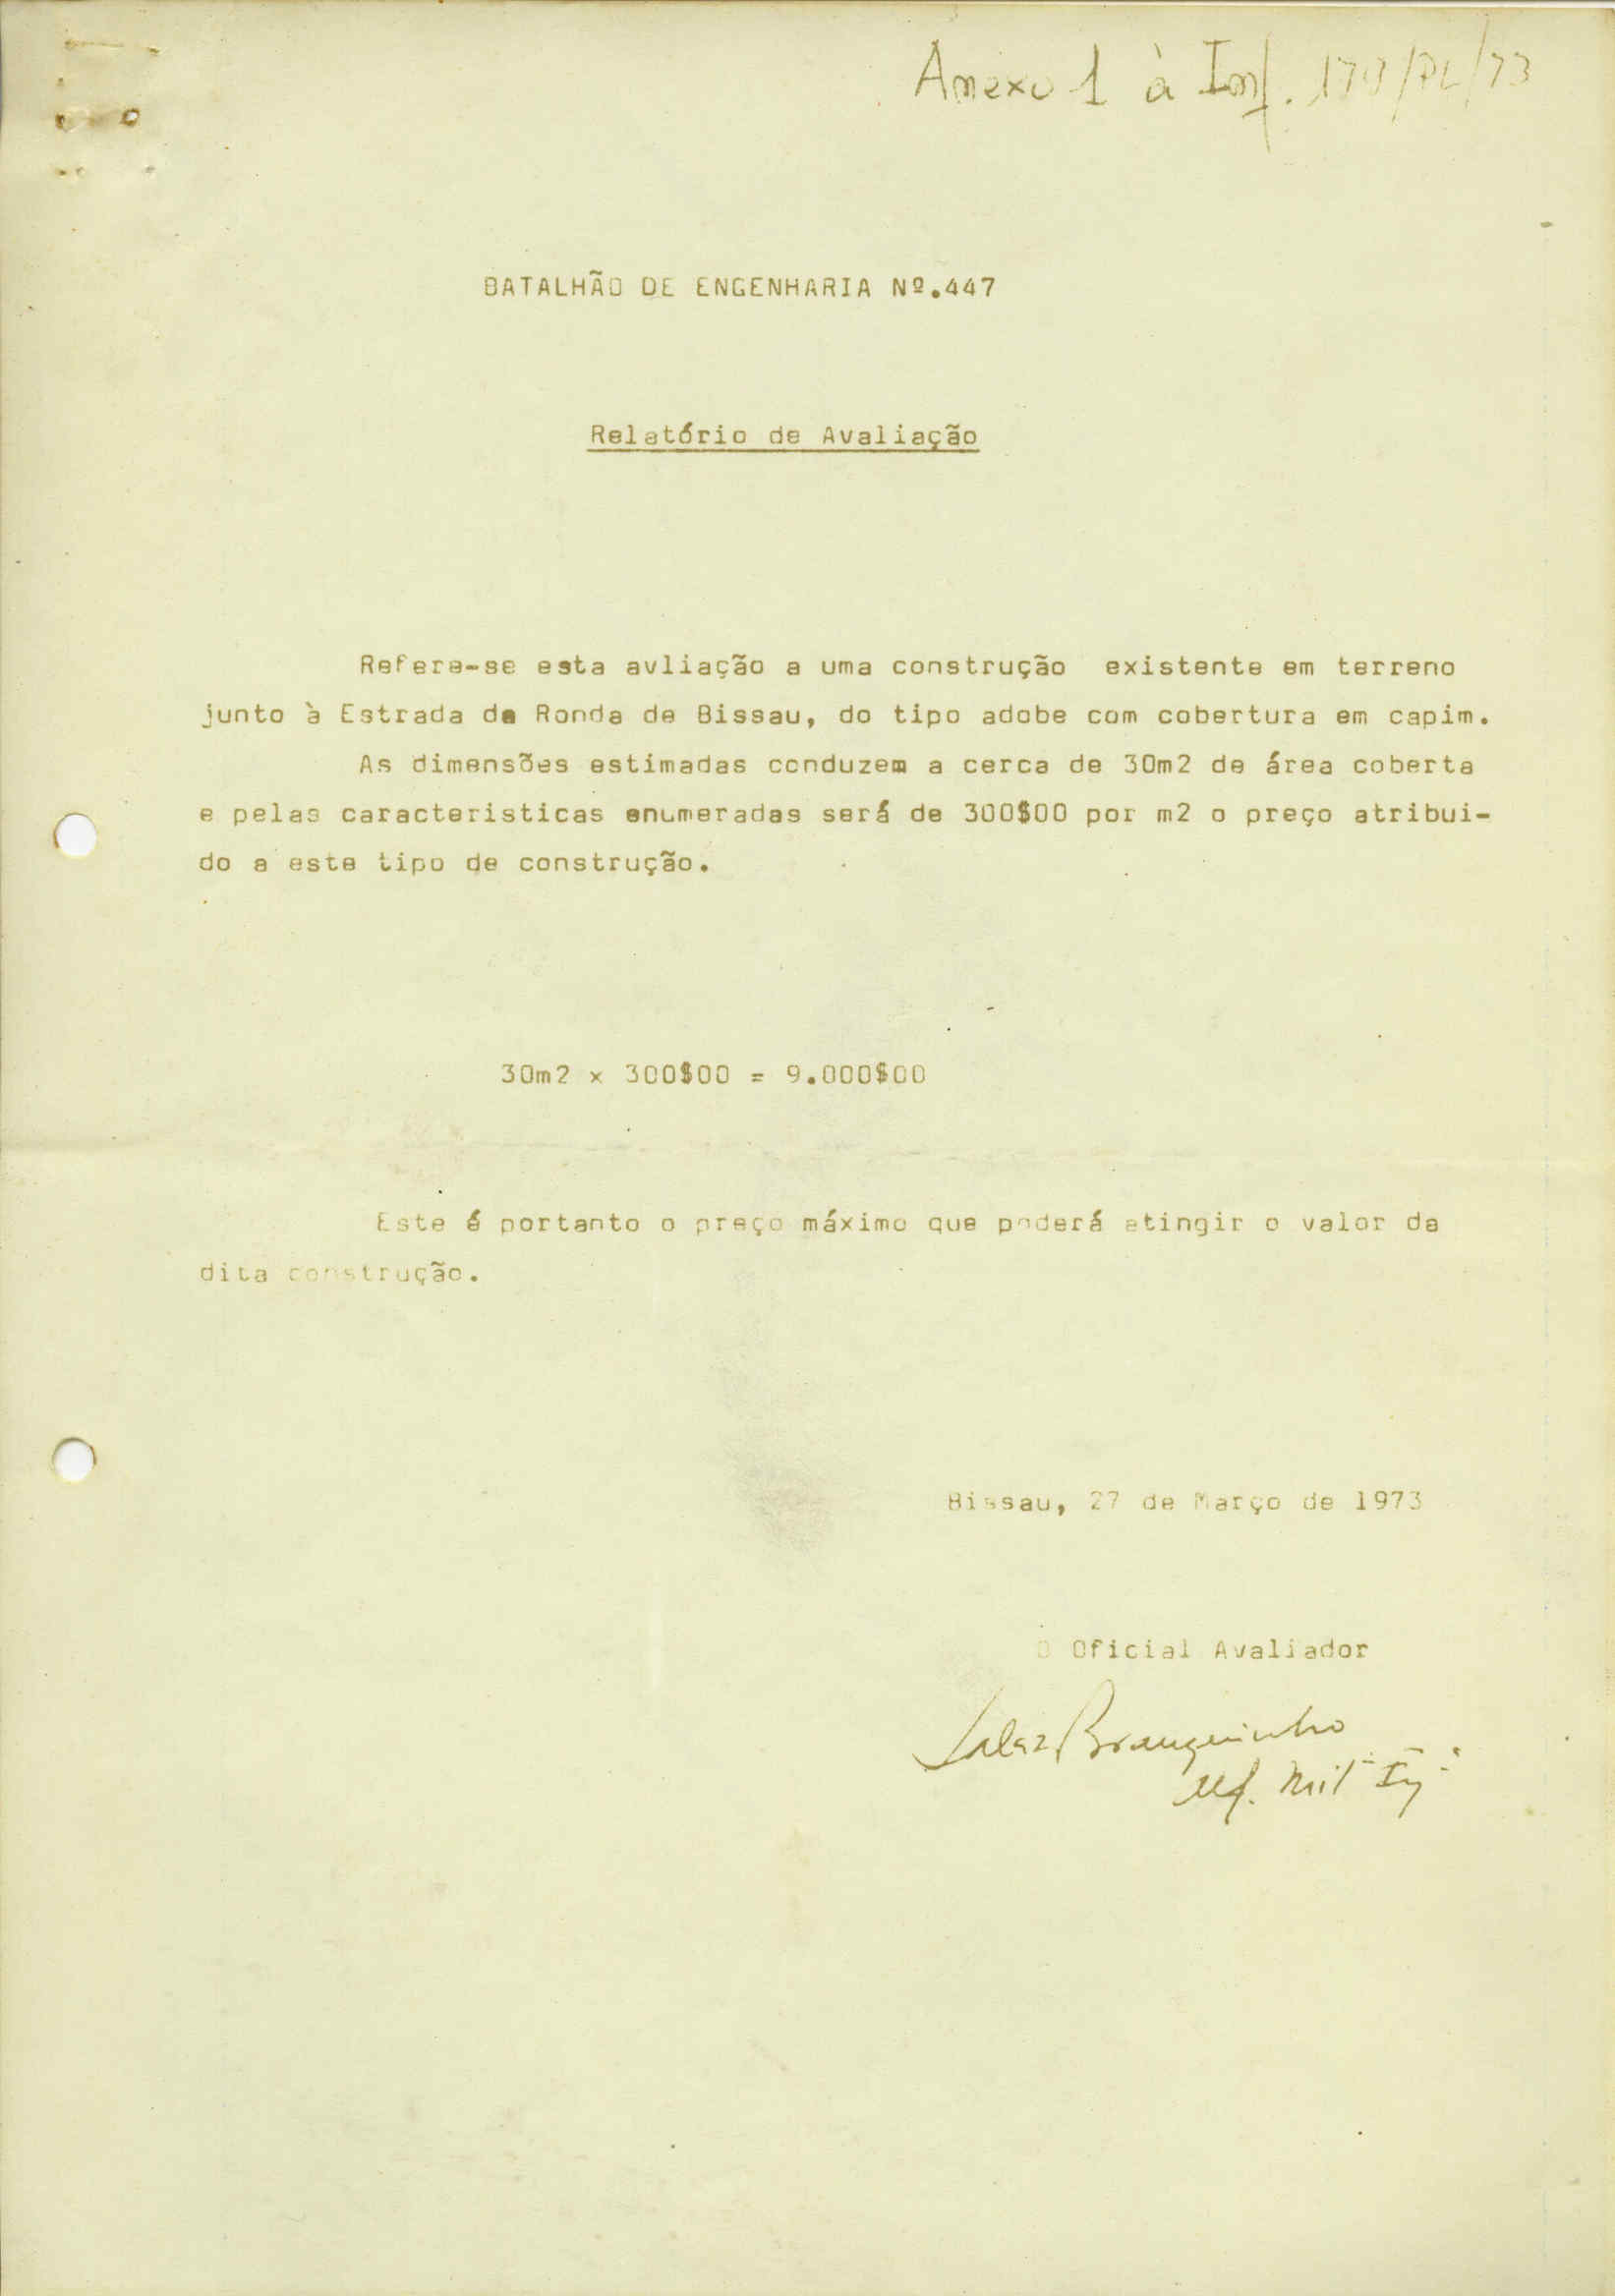 Anexo 1 à Inf. /PL/73
BATALHÃO DE ENGENHARIA Nº.447
Relatório de Avaliação
Refere-se esta avliação a uma construção existente em terreno
junto à Estrada da Ronda de Bissau, do tipo adobe com cobertura em capim.
As dimensões estimadas conduzem a cerca de 30m2 de área coberta
e pelas caracteristicas enumeradas será de 300$00 por m2 o preço atribui-
do a este tipo de construção.
30m2 x 300$00 = 9.000$00
Este é portanto o preço máximo que poderá atingir o valor da
dita construção.
Bissau, 27 de Março de 1973
O Oficial Avaliador
Branquinho
Alf. Mil